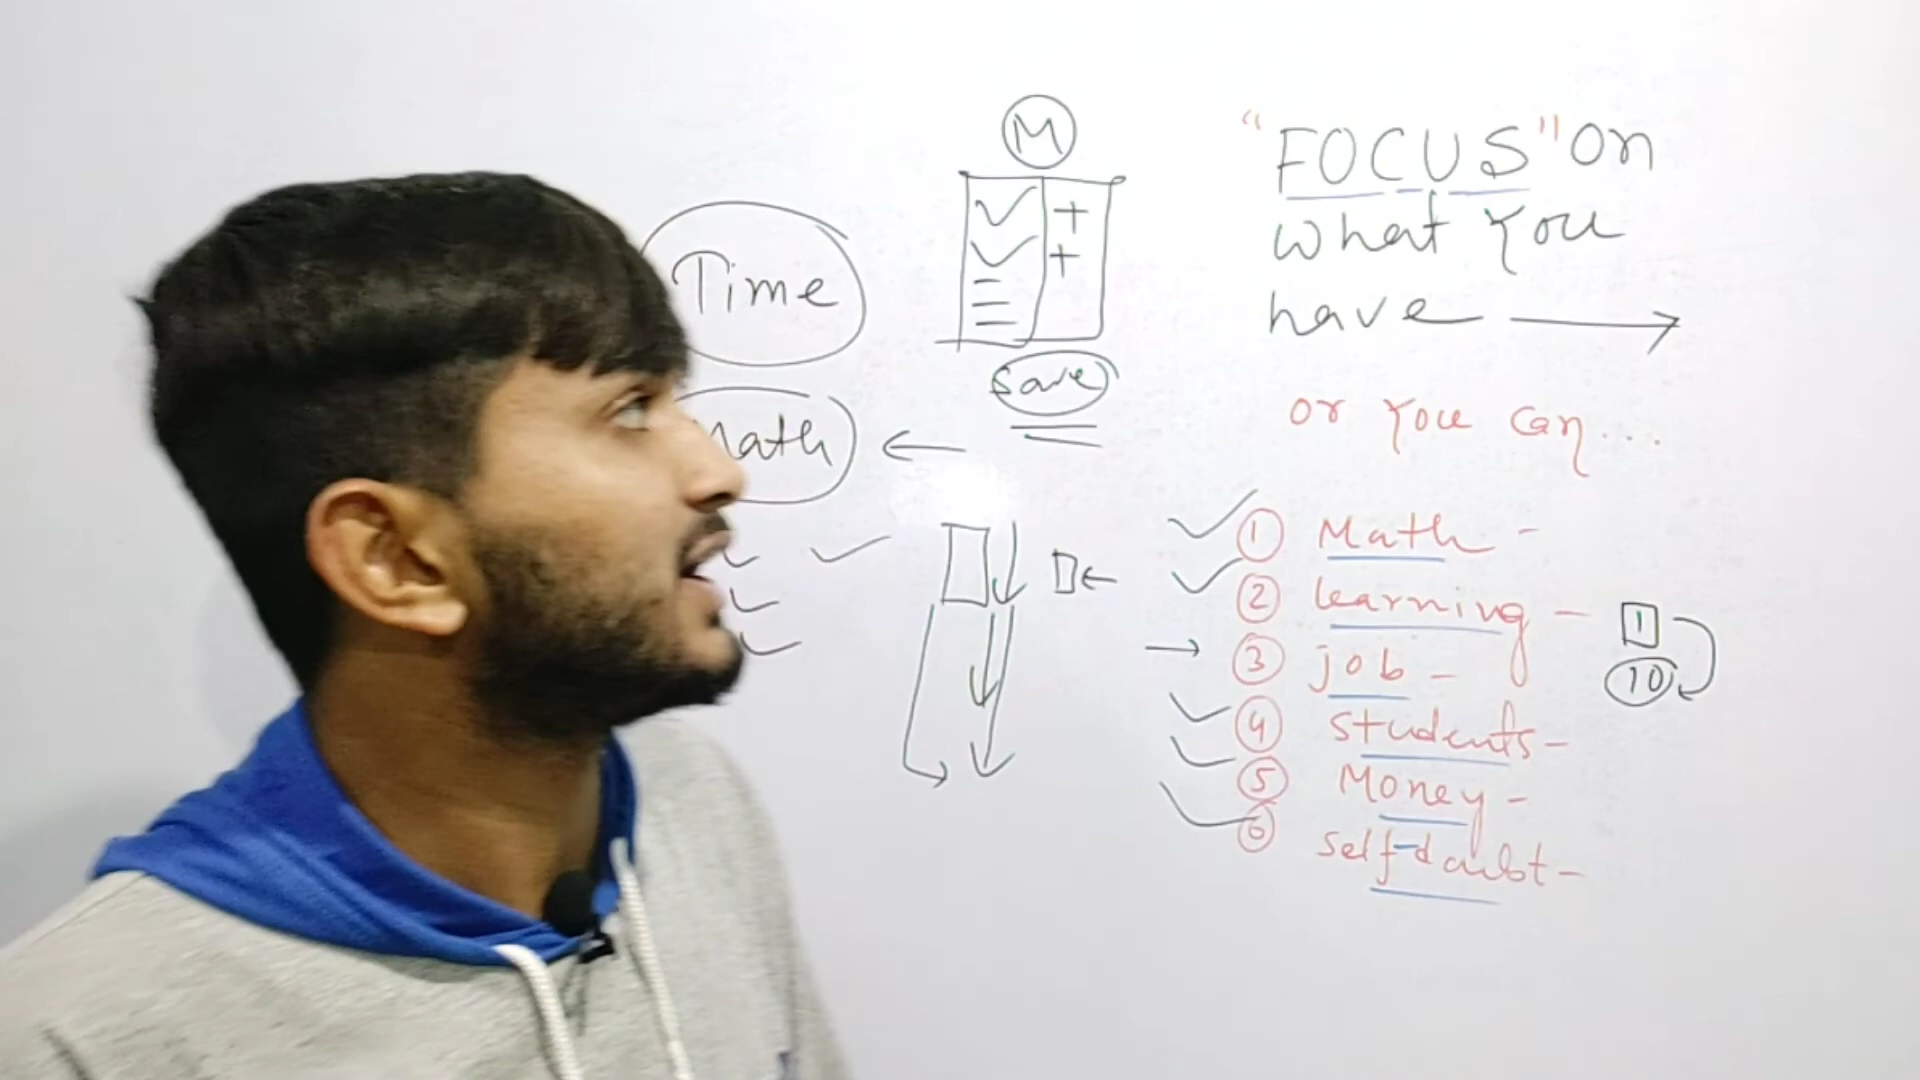 M
Time
save
Math
"FOCUS" on
what you
have
or you can...
① Math -
② learning -
③ job -
④ students -
⑤ Money -
⑥ self-doubt -
1
10